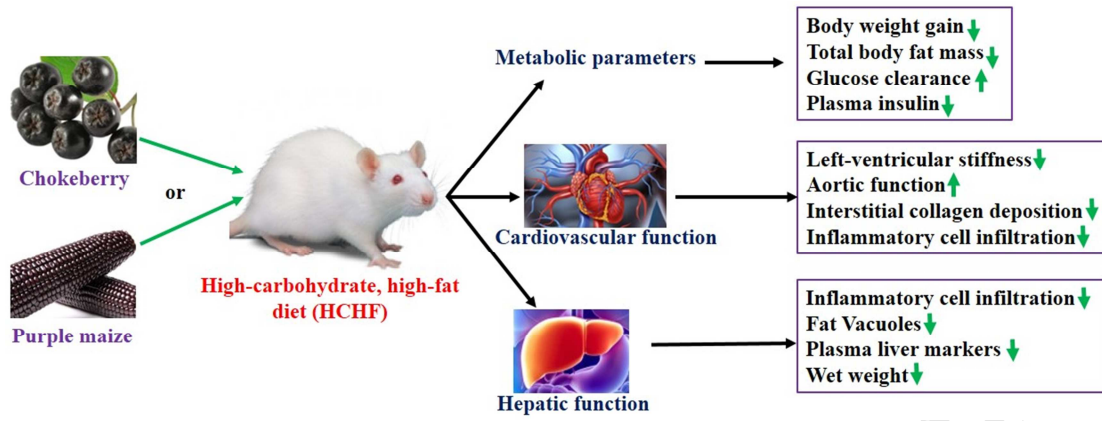 Chokeberry
or
Purple maize
High-carbohydrate, high-fat
diet (HCHF)
Metabolic parameters
Cardiovascular function
Hepatic function
Body weight gain
Total body fat mass
Glucose clearance
Plasma insulin
Left-ventricular stiffness
Aortic function
Interstitial collagen deposition
Inflammatory cell infiltration
Inflammatory cell infiltration
Fat Vacuoles
Plasma liver markers
Wet weight